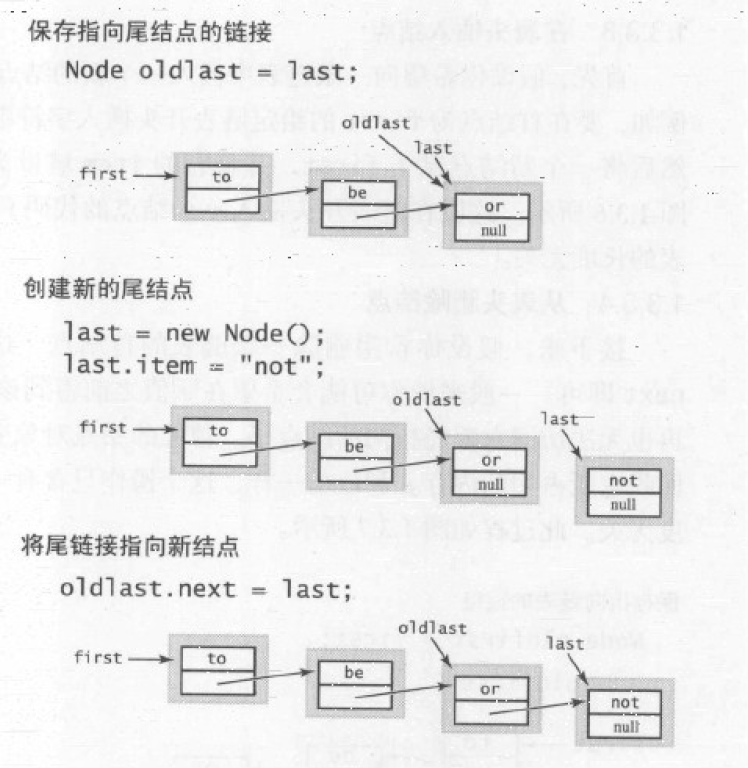 保存指向尾结点的链接
Node oldlast = last;
oldlast
last
first
to
be
or
null
创建新的尾结点
last = new Node();
last.item = "not";
oldlast
last
first
to
be
or
null
not
null
将尾链接指向新结点
oldlast.next = last;
oldlast
last
first
to
be
or
not
null